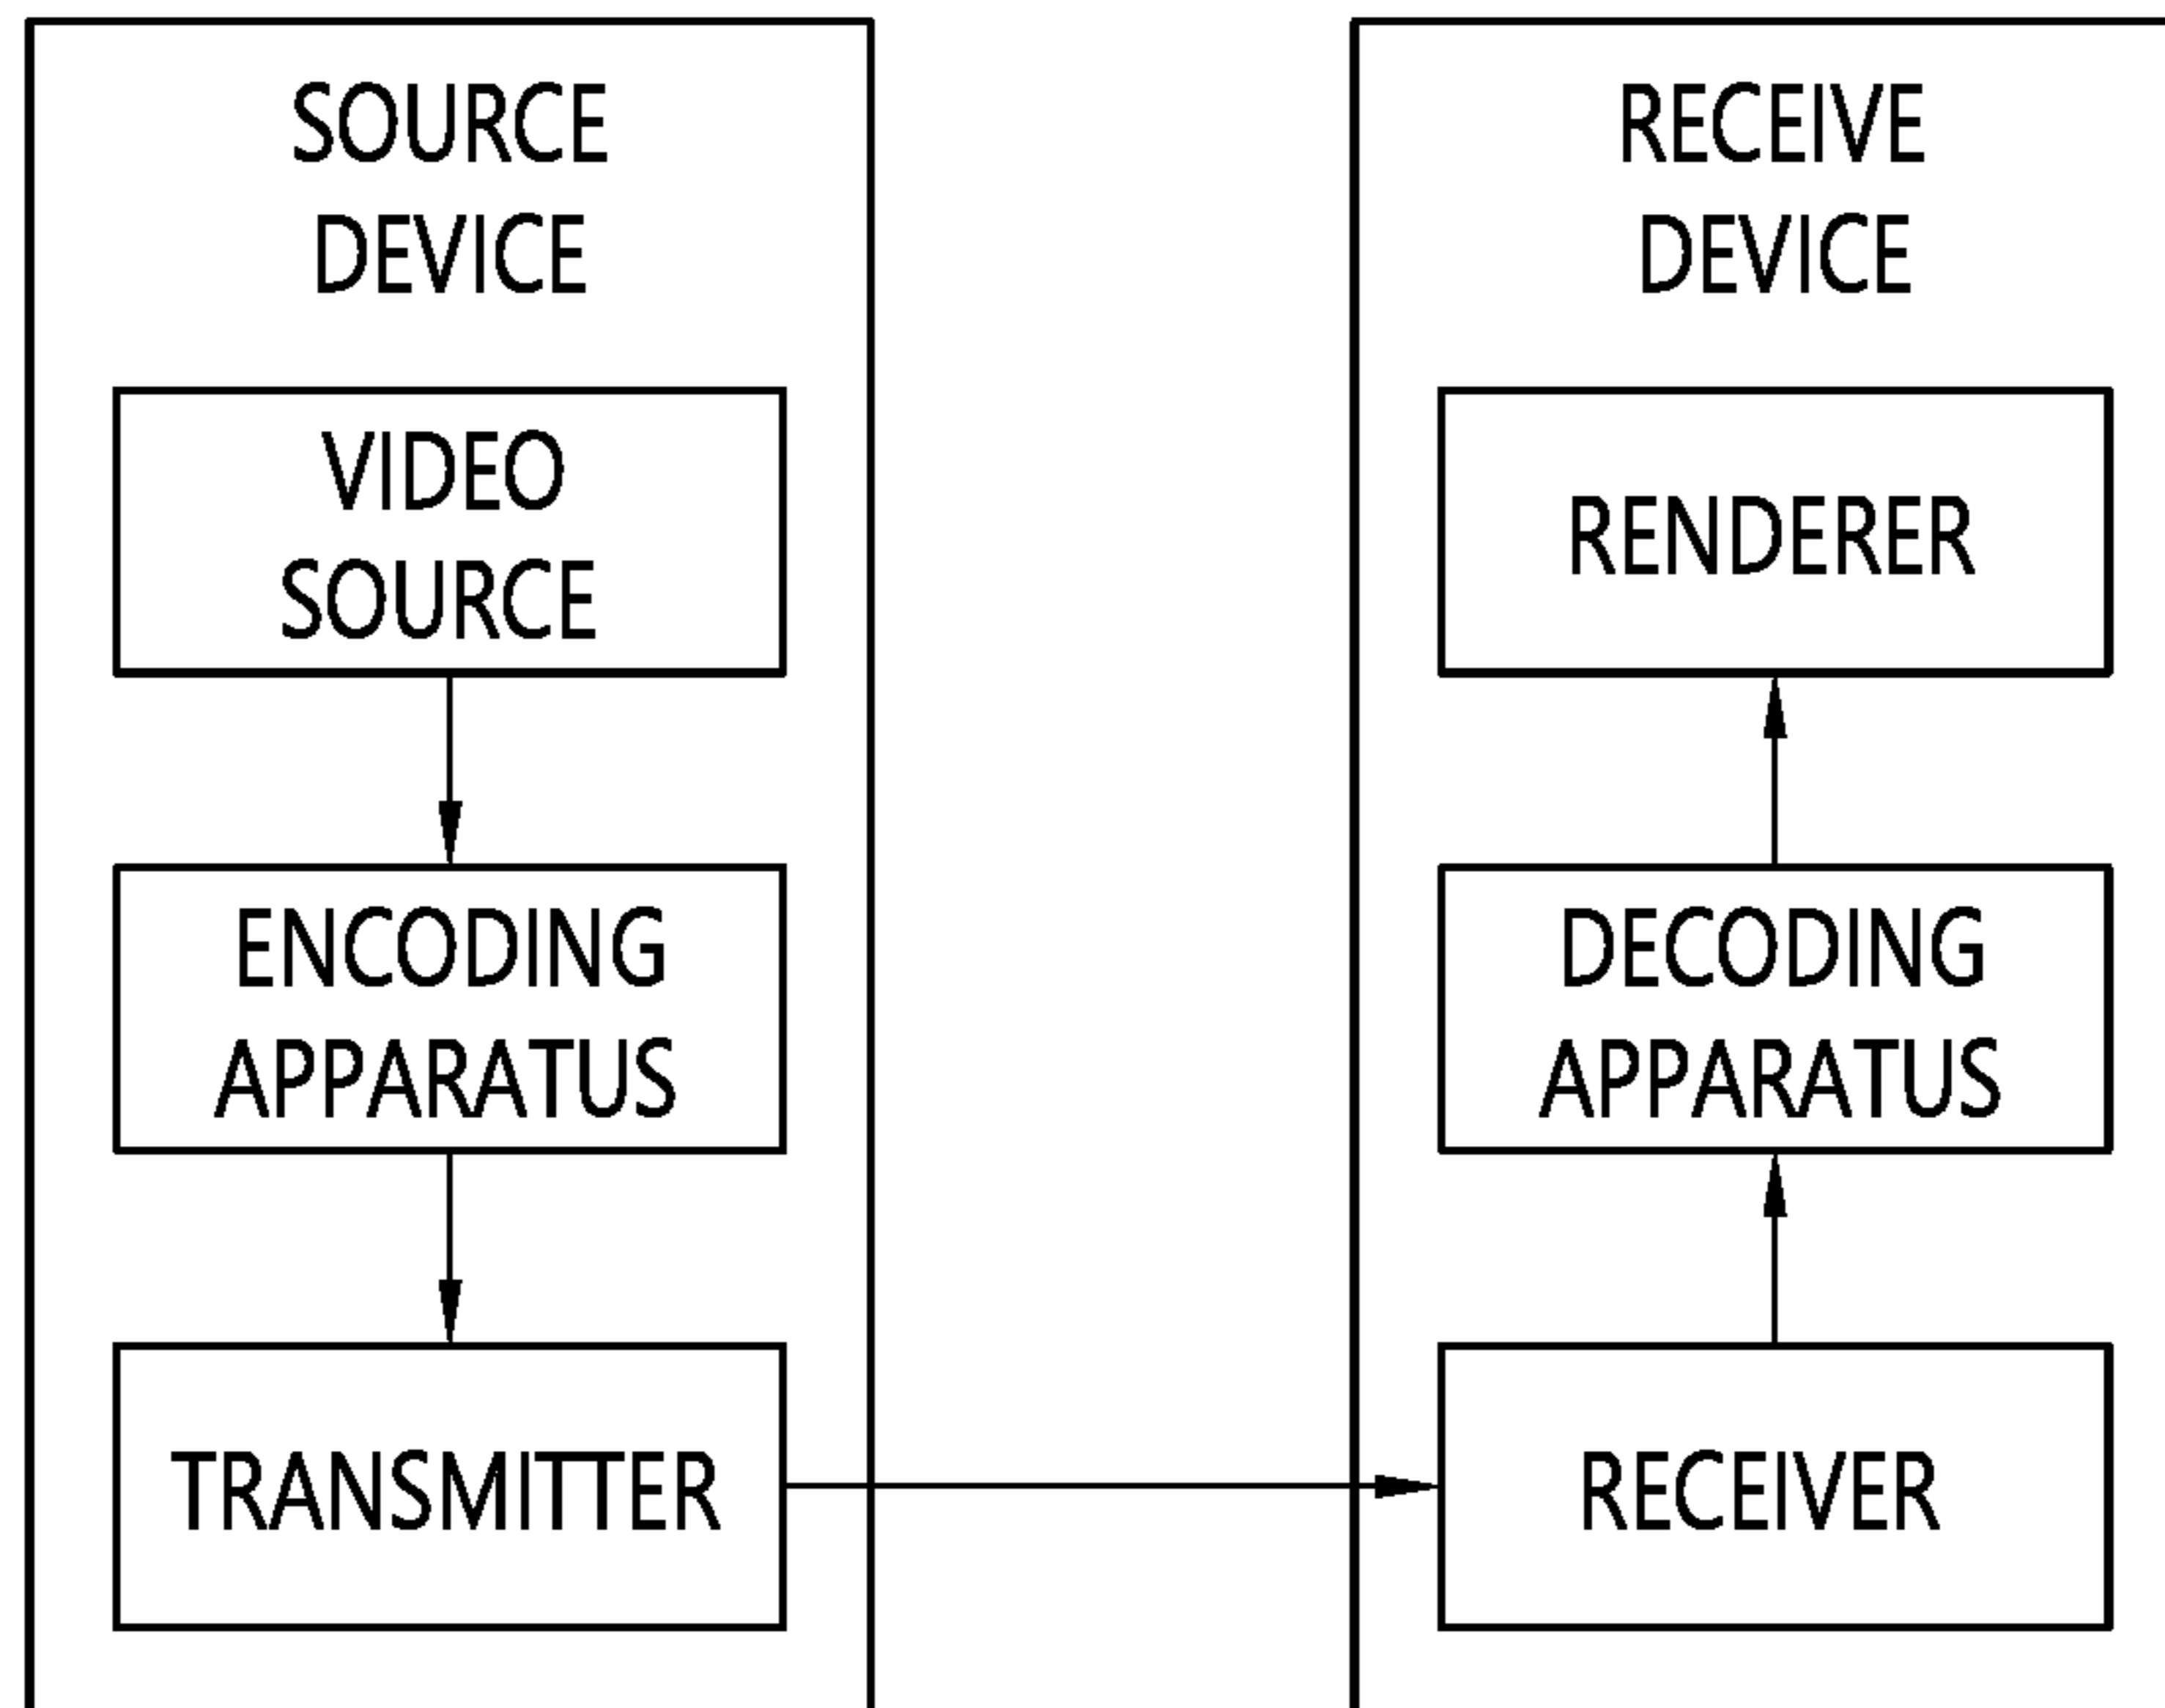 SOURCE
DEVICE
VIDEO
SOURCE
ENCODING
APPARATUS
TRANSMITTER
RECEIVE
DEVICE
RENDERER
DECODING
APPARATUS
RECEIVER